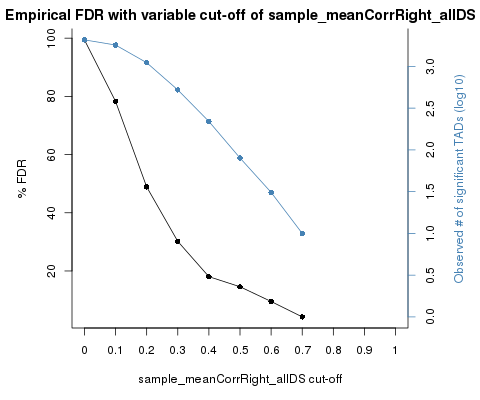 Empirical FDR with variable cut-off of sample_meanCorrRight_allDS
% FDR
100
80
60
40
20
3.0
2.5
2.0
1.5
1.0
0.5
0.0
Observed # of significant TADs (log10)
0 0.1 0.2 0.3 0.4 0.5 0.6 0.7 0.8 0.9 1
sample_meanCorrRight_allDS cut-off